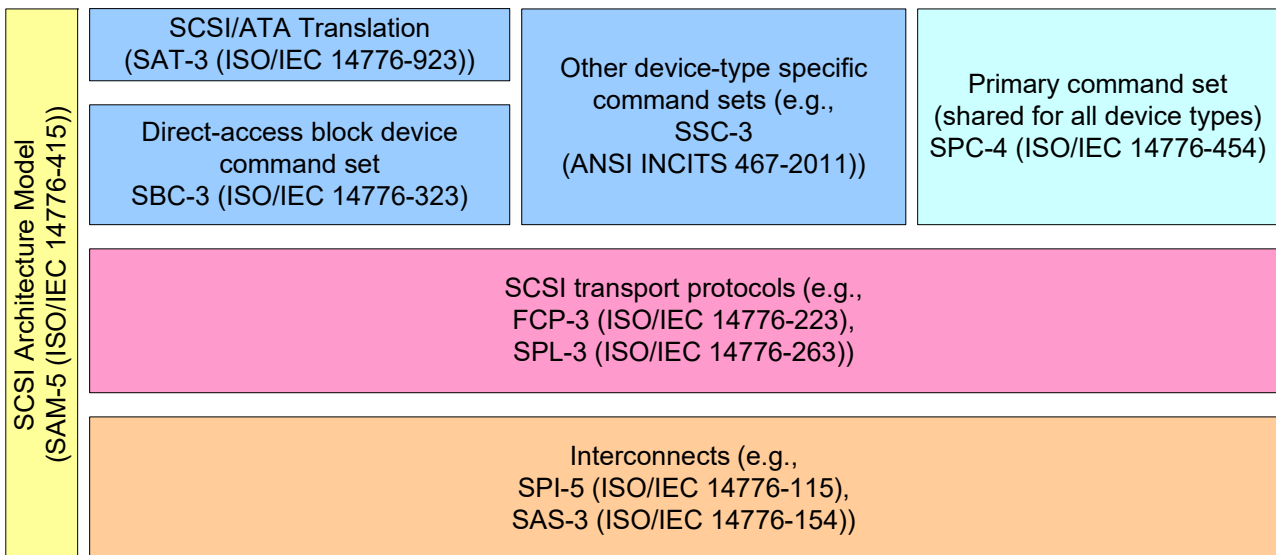 SCSI Architecture Model
(SAM-5 (ISO/IEC 14776-415))
SCSI/ATA Translation
(SAT-3 (ISO/IEC 14776-923))
Direct-access block device
command set
SBC-3 (ISO/IEC 14776-323)
Other device-type specific
command sets (e.g.,
SSC-3
(ANSI INCITS 467-2011))
Primary command set
(shared for all device types)
SPC-4 (ISO/IEC 14776-454)
SCSI transport protocols (e.g.,
FCP-3 (ISO/IEC 14776-223),
SPL-3 (ISO/IEC 14776-263))
Interconnects (e.g.,
SPI-5 (ISO/IEC 14776-115),
SAS-3 (ISO/IEC 14776-154))